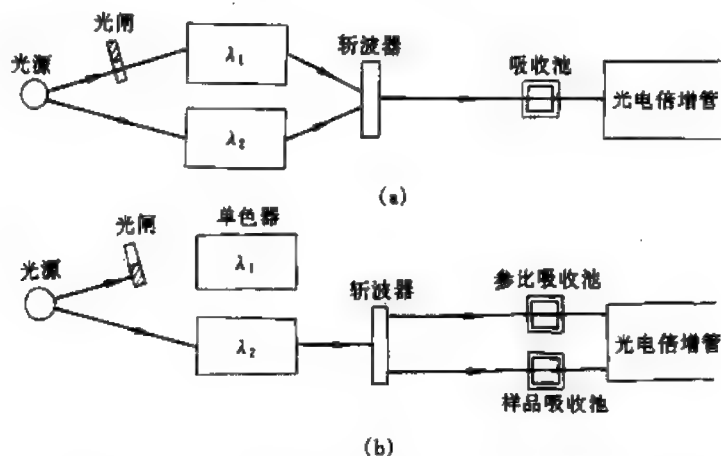 光闸
光源
λ1
λ2
斩波器
吸收池
光电倍增管
(a)
光闸
单色器
光源
λ1
λ2
斩波器
参比吸收池
光电倍增管
样品吸收池
(b)